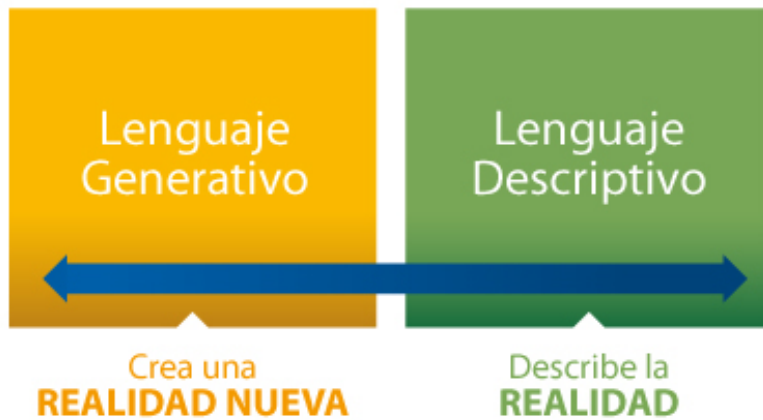 Lenguaje
Generativo
Lenguaje
Descriptivo
Crea una
REALIDAD NUEVA
Describe la
REALIDAD